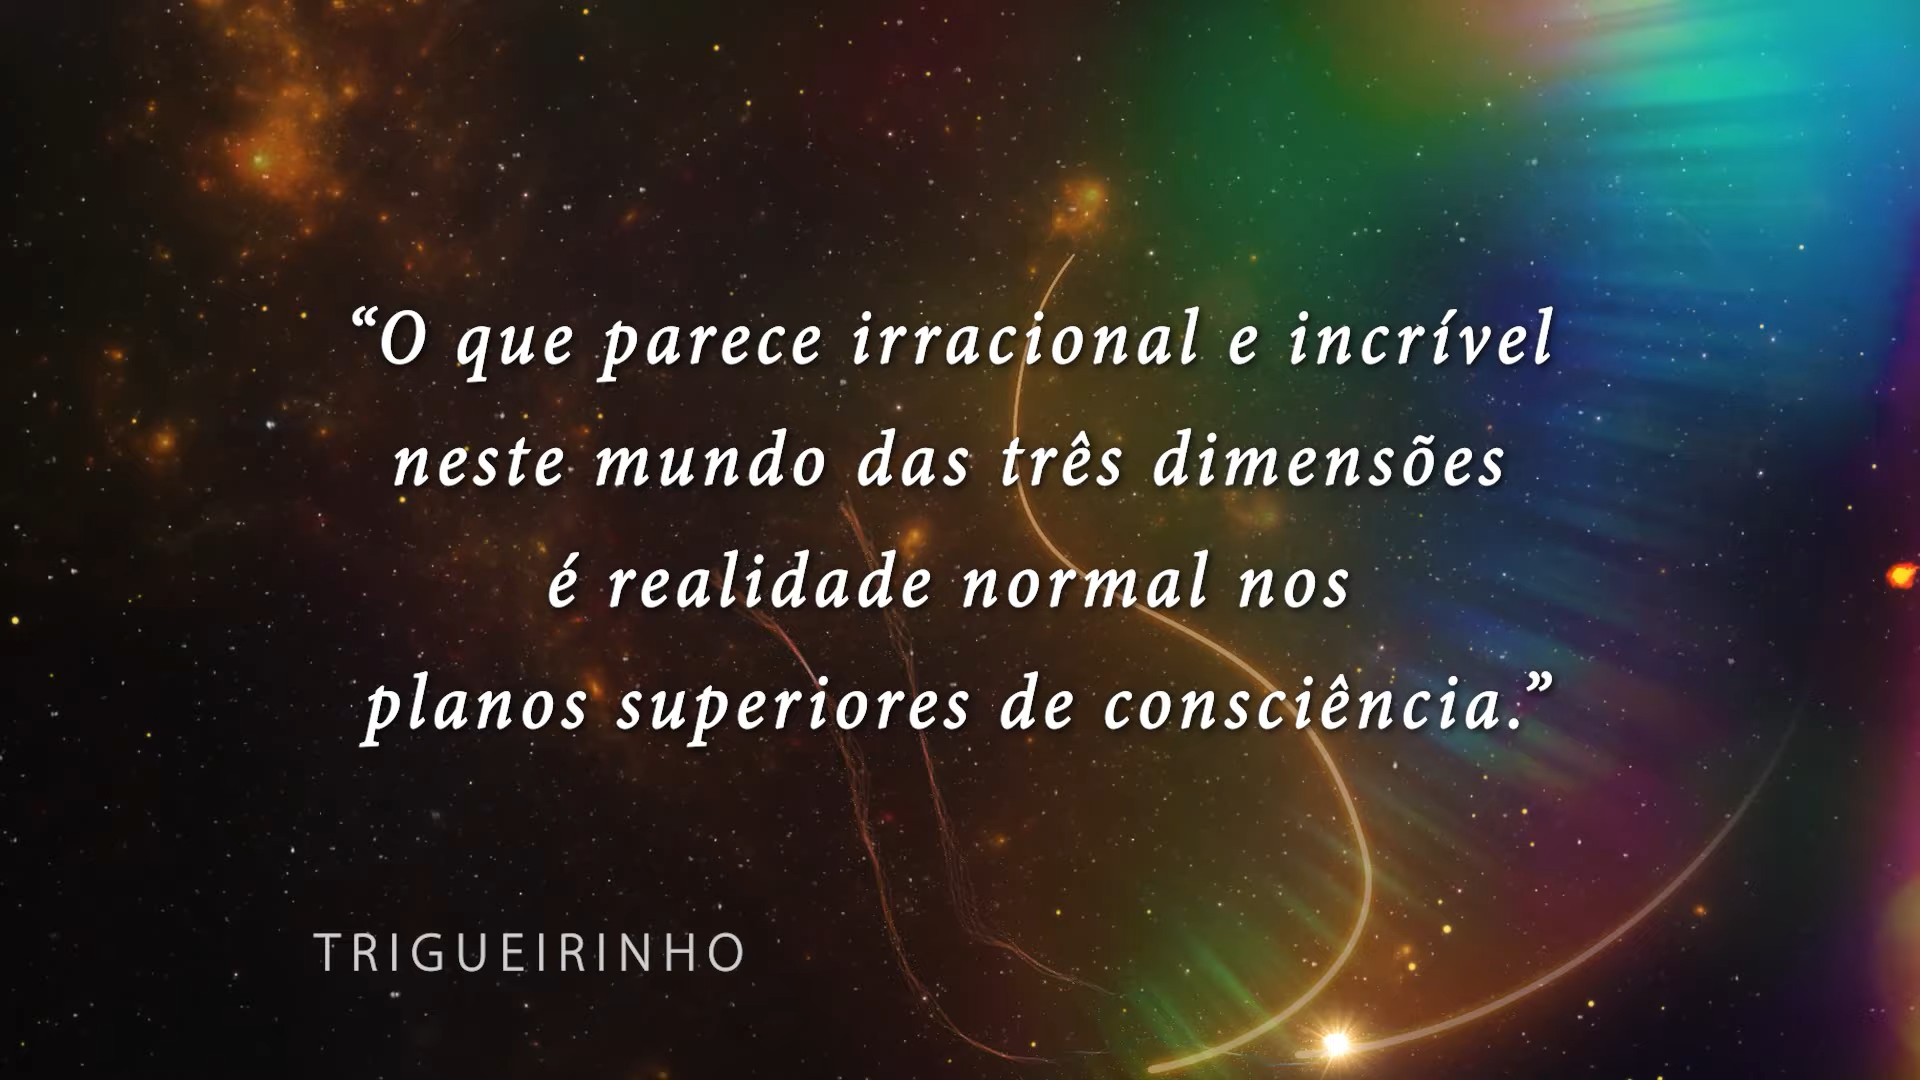 “O que parece irracional e incrível
neste mundo das três dimensões
é realidade normal nos
planos superiores de consciência.”
TRIGUEIRINHO